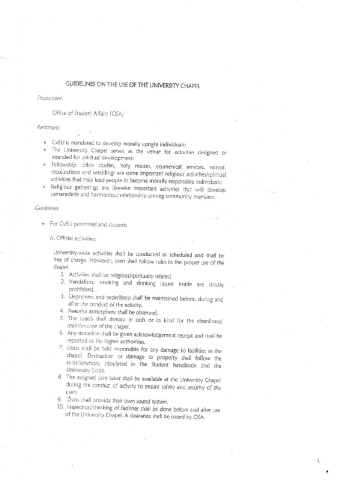 GUIDELINES ON THE USE OF THE UNIVERSITY CHAPEL
Proponent:
Office of Student Affairs (OSA)
Rationale:
• CvSU is mandated to develop morally upright individuals;
• The University Chapel serves as the venue for activities designed or
intended for spiritual development;
• Fellowship, bible studies, holy masses, ecumenical services, retreat,
recollections and weddings are some important religious activities/spiritual
activities that may lead people to become morally responsible individuals;
• Religious gatherings are likewise important activities that will develop
camaraderie and harmonious relationship among community members.
Guidelines:
• For CvSU personnel and students
A. Official activities:
University-wide activities shall be conducted as scheduled and shall be
free of charge. However, users shall follow rules in the proper use of the
chapel.
1. Activities shall be religious/spiritually related.
2. Vandalism, smoking and drinking liquor inside are strictly
prohibited.
3. Cleanliness and orderliness shall be maintained before, during and
after the conduct of the activity.
4. Peaceful atmosphere shall be observed.
5. The user/s shall donate in cash or in kind for the cleanliness/
maintenance of the chapel.
6. Any donation shall be given acknowledgement receipt and shall be
reported to the higher authorities.
7. Users shall be held responsible for any damage to facilities in the
chapel. Destruction or damage to property shall follow the
rules/sanctions stipulated in the Student handbook and the
University Code.
8. The assigned care taker shall be available at the University Chapel
during the conduct of activity to ensure safety and security of the
users.
9. Users shall provide their own sound system.
10. Inspection/checking of facilities shall be done before and after use
of the University Chapel. A clearance shall be issued by OSA.